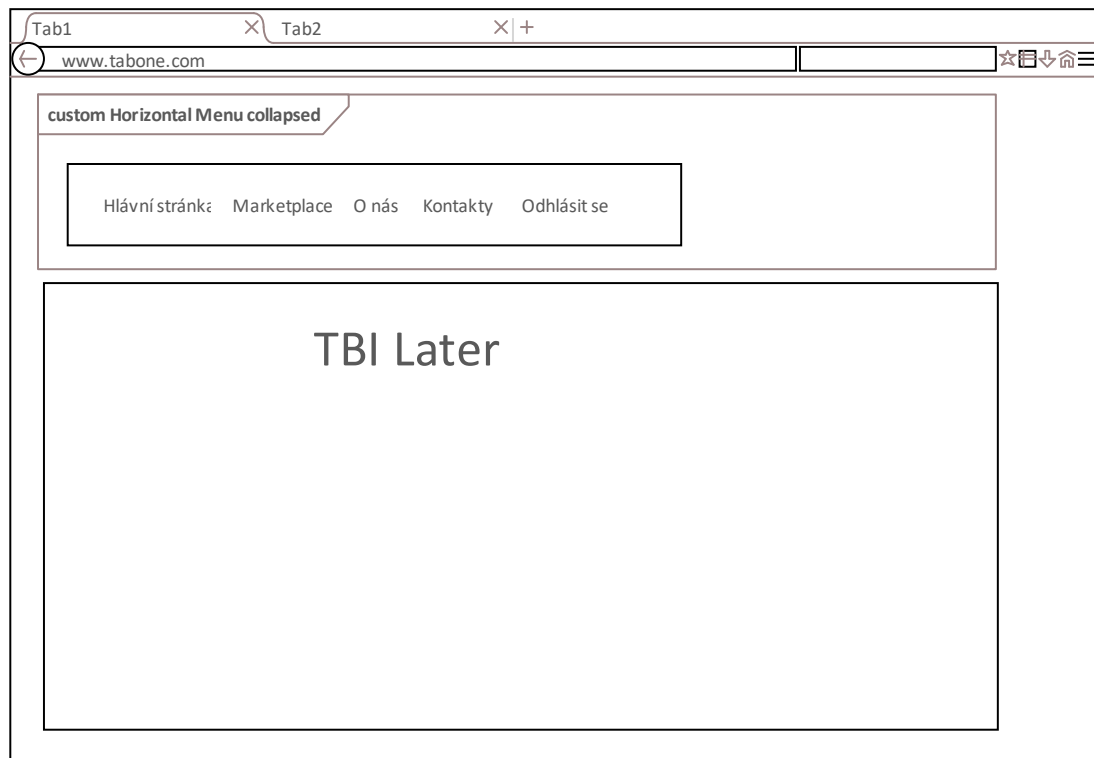 Tab1 Tab2
www.tabone.com
custom Horizontal Menu collapsed
Hlávní stránka Marketplace O nás Kontakty Odhlásit se
TBI Later